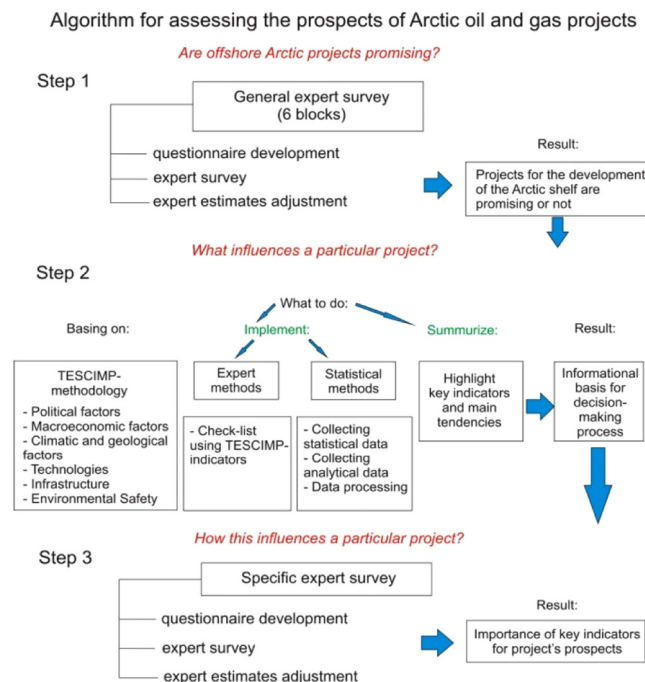 Algorithm for assessing the prospects of Arctic oil and gas projects
Are offshore Arctic projects promising?
Step 1
General expert survey
(6 blocks)
questionnaire development
expert survey
expert estimates adjustment
Result:
Projects for the development
of the Arctic shelf are
promising or not
What influences a particular project?
Step 2
What to do:
Basing on:
Implement:
Summarize:
Result:
TESCIMP-
methodology
- Political factors
- Macroeconomic factors
- Climatic and geological
factors
- Technologies
- Infrastructure
- Environmental Safety
Expert
methods
- Check-list
using TESCIMP-
indicators
Statistical
methods
- Collecting
statistical data
- Collecting
analytical data
- Data processing
Highlight
key indicators
and main
tendencies
Informational
basis for
decision-
making
process
How this influences a particular project?
Step 3
Specific expert survey
questionnaire development
expert survey
expert estimates adjustment
Result:
Importance of key indicators
for project's prospects